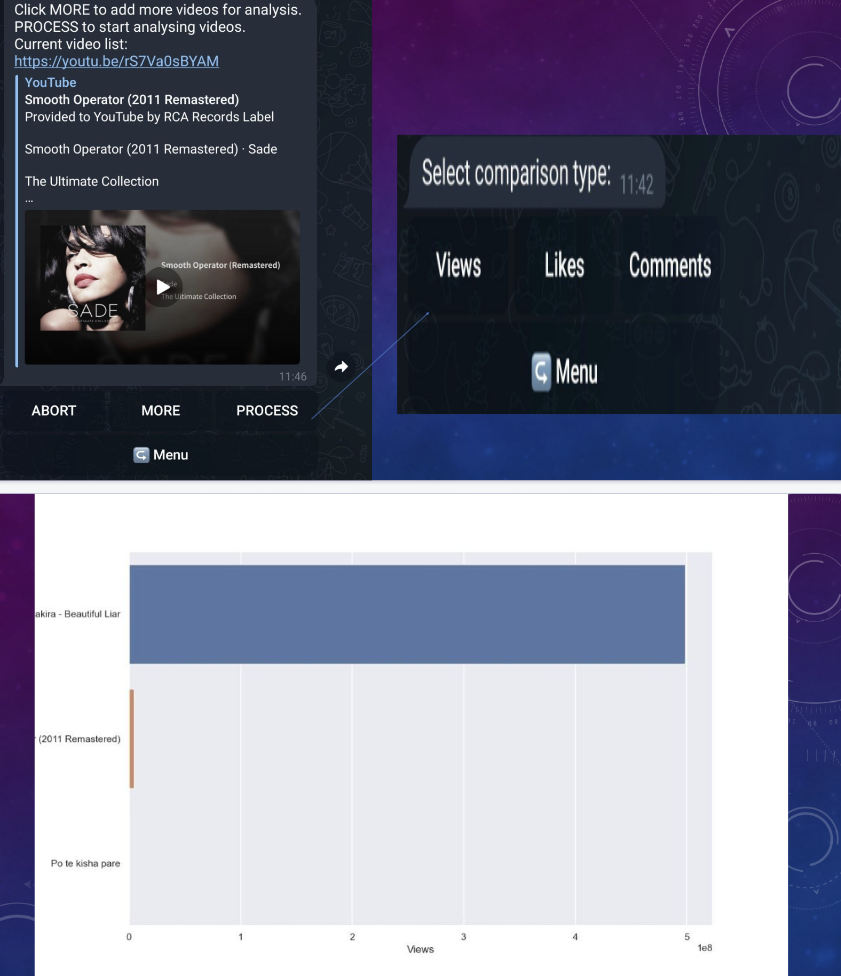 Click MORE to add more videos for analysis.
PROCESS to start analysing videos.
Current video list:
https://youtu.be/rS7Va0sBYAM
YouTube
Smooth Operator (2011 Remastered)
Provided to YouTube by RCA Records Label
Smooth Operator (2011 Remastered) · Sade
The Ultimate Collection
...
Smooth Operator (Remastered)
The Ultimate Collection
SADE
11:46
ABORT MORE PROCESS
Menu
Select comparison type: 11:42
Views Likes Comments
Menu
akira - Beautiful Liar
(2011 Remastered)
Po te kisha pare
0 1 2 3 4 5
1e8
Views